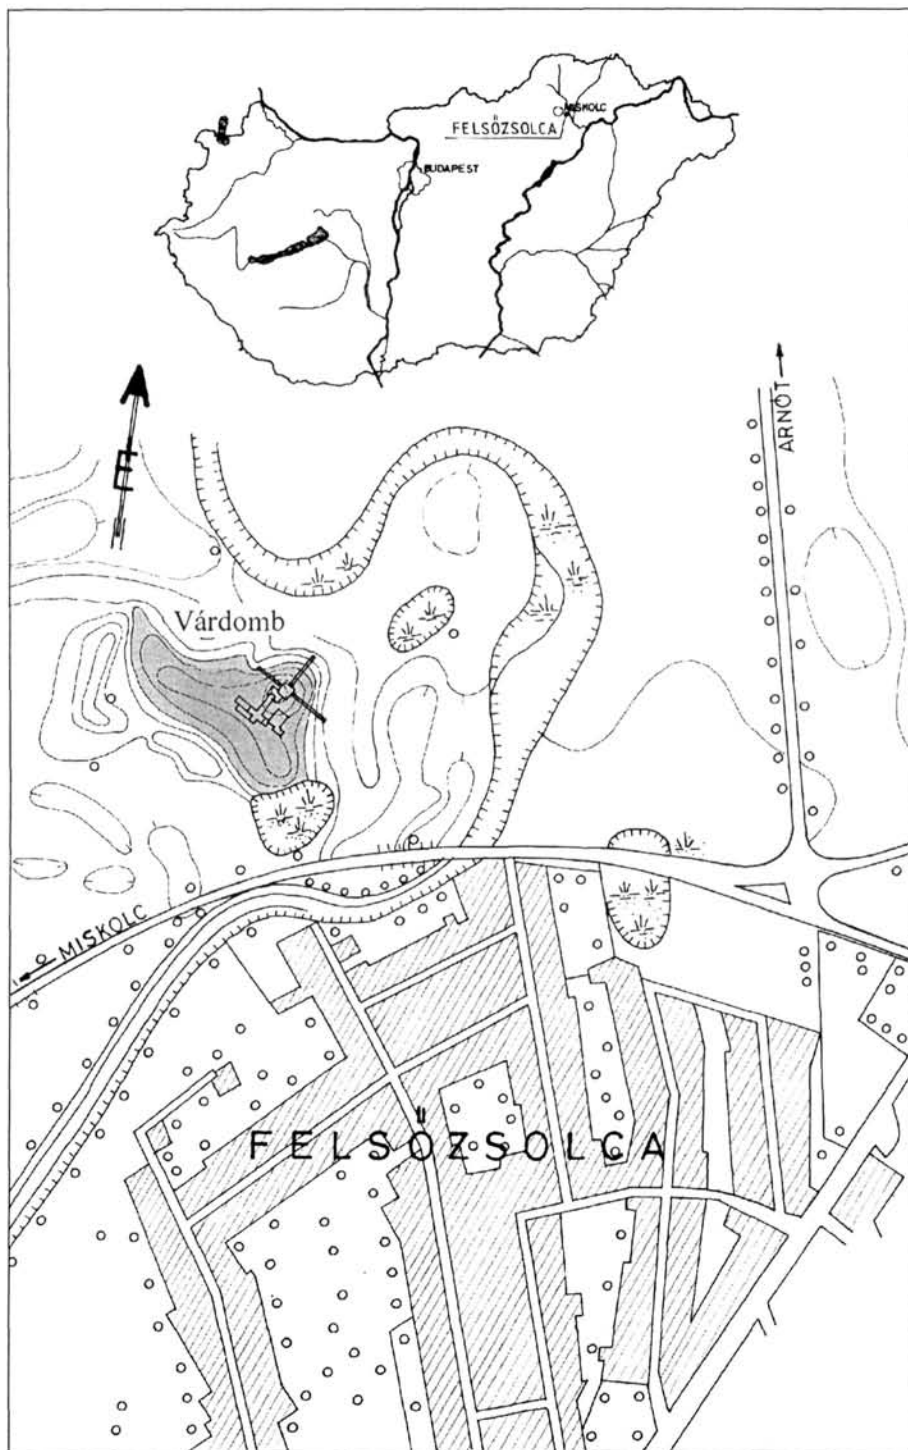 MISKOLC
FELSŐZSOLCA
BUDAPEST
ARNÓT
É
Várdomb
MISKOLC
FELSŐZSOLCA